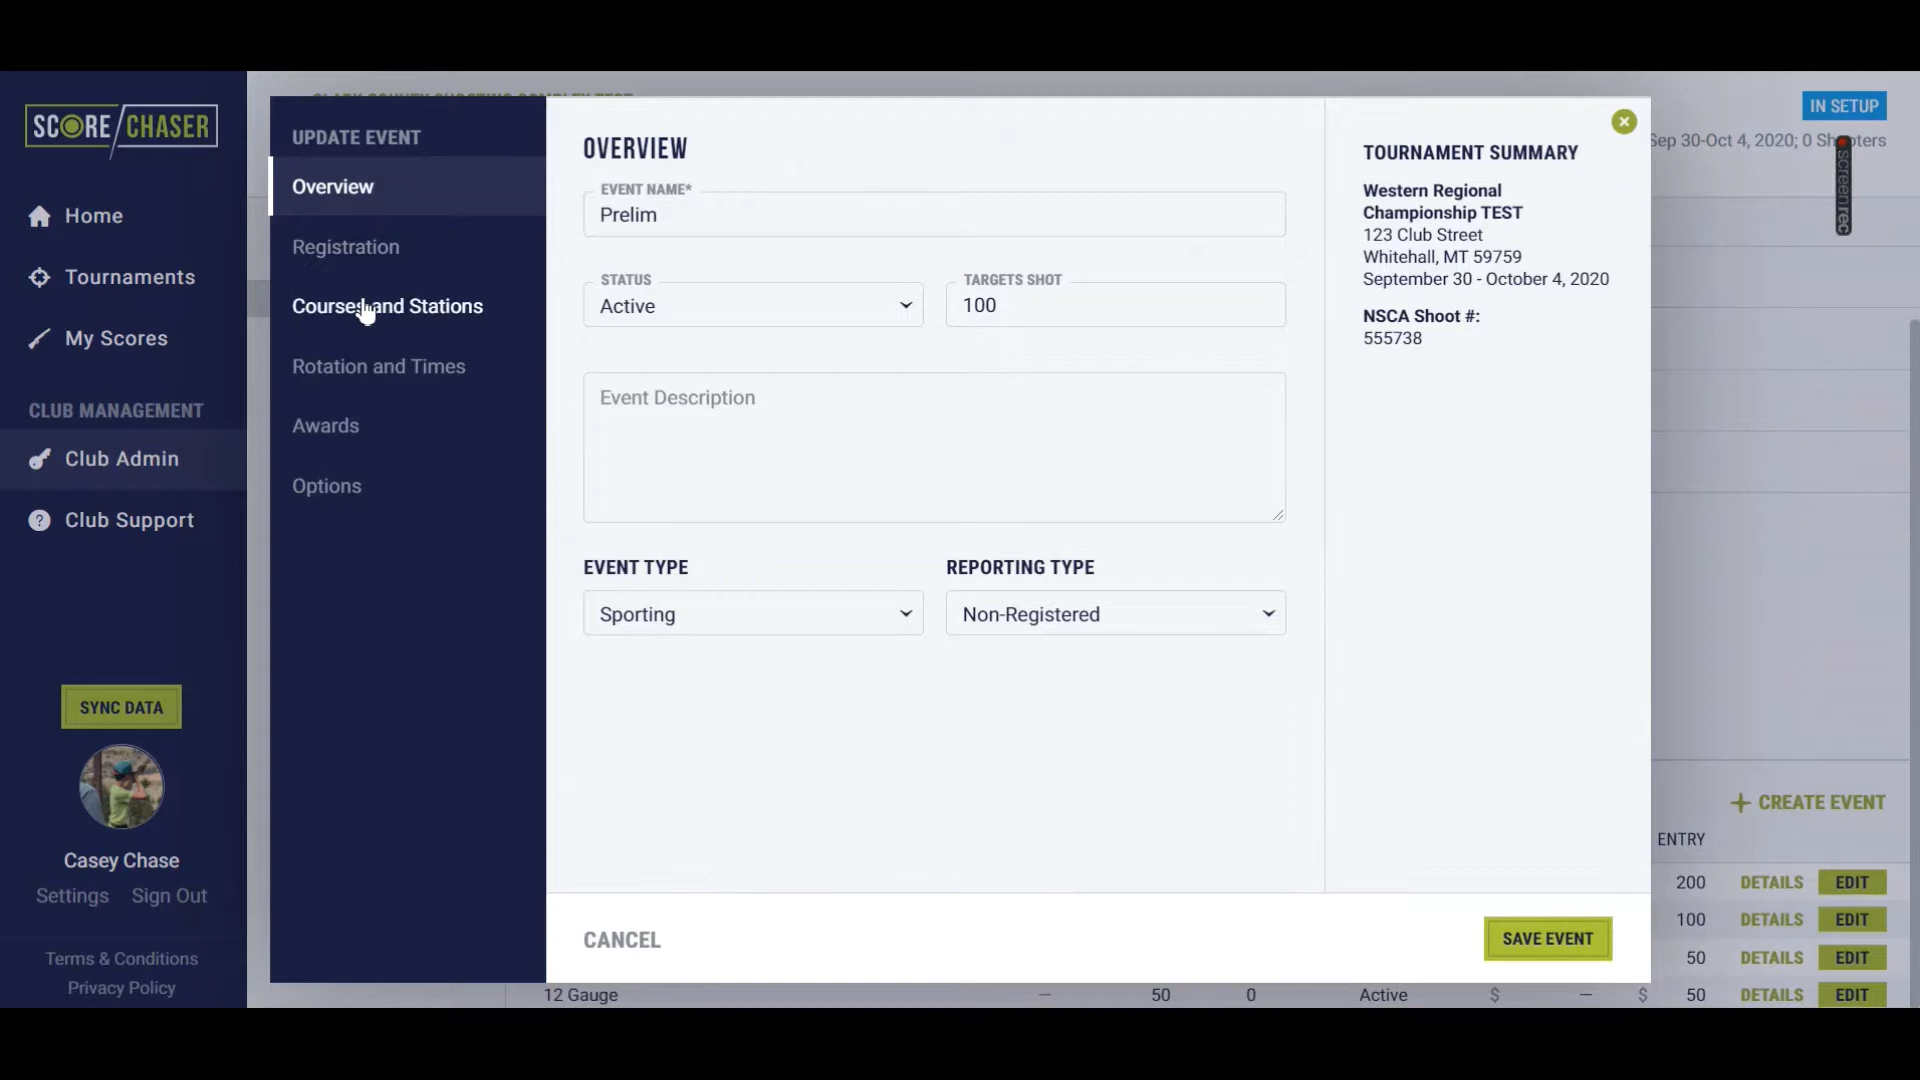 SCORE/CHASER
Home
Tournaments
My Scores
CLUB MANAGEMENT
Club Admin
Club Support
SYNC DATA
Casey Chase
Settings Sign Out
Terms & Conditions
Privacy Policy
UPDATE EVENT
Overview
Registration
Courses and Stations
Rotation and Times
Awards
Options
OVERVIEW
EVENT NAME*
Prelim
STATUS
Active
TARGETS SHOT
100
Event Description
EVENT TYPE
Sporting
REPORTING TYPE
Non-Registered
CANCEL
SAVE EVENT
TOURNAMENT SUMMARY
Western Regional
Championship TEST
123 Club Street
Whitehall, MT 59759
September 30 - October 4, 2020
NSCA Shoot #:
555738
IN SETUP
Sep 30-Oct 4, 2020; 0 Shooters
screenrec
CREATE EVENT
ENTRY
200 DETAILS EDIT
100 DETAILS EDIT
50 DETAILS EDIT
12 Gauge — 50 0 Active $ — $ 50 DETAILS EDIT